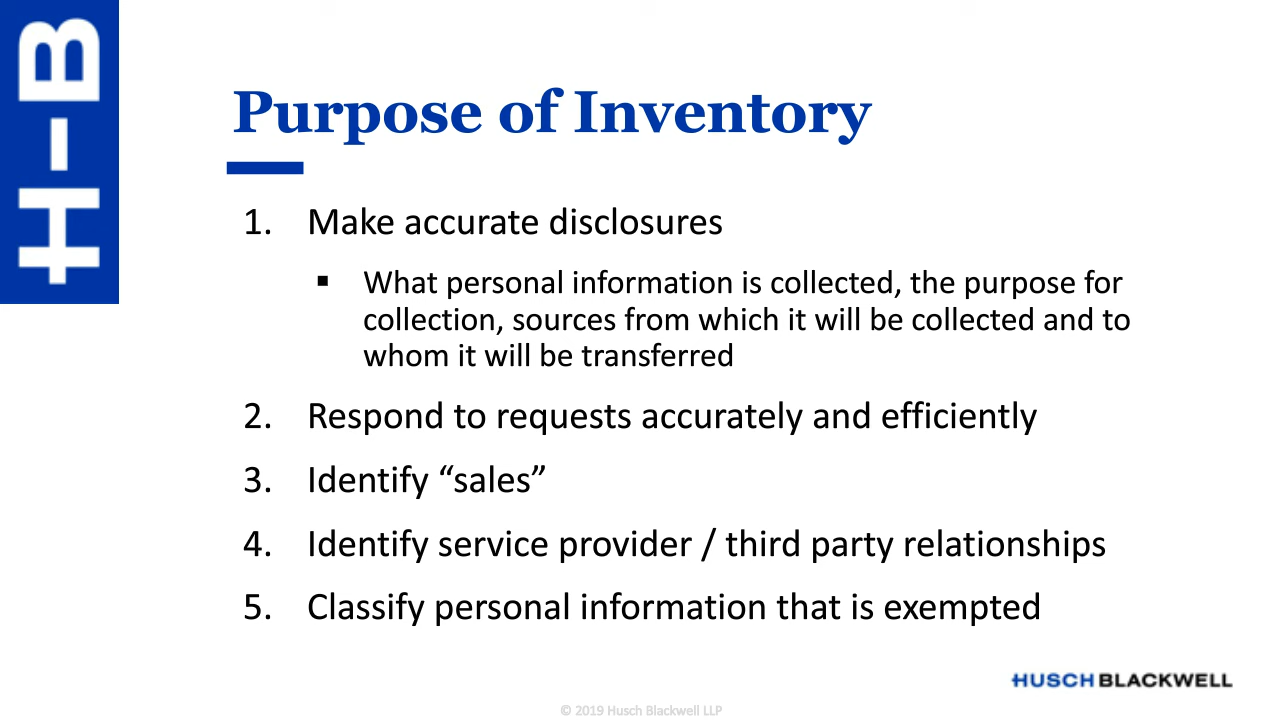 H-B
Purpose of Inventory
1. Make accurate disclosures
▪ What personal information is collected, the purpose for
collection, sources from which it will be collected and to
whom it will be transferred
2. Respond to requests accurately and efficiently
3. Identify “sales”
4. Identify service provider / third party relationships
5. Classify personal information that is exempted
HUSCH BLACKWELL
© 2019 Husch Blackwell LLP